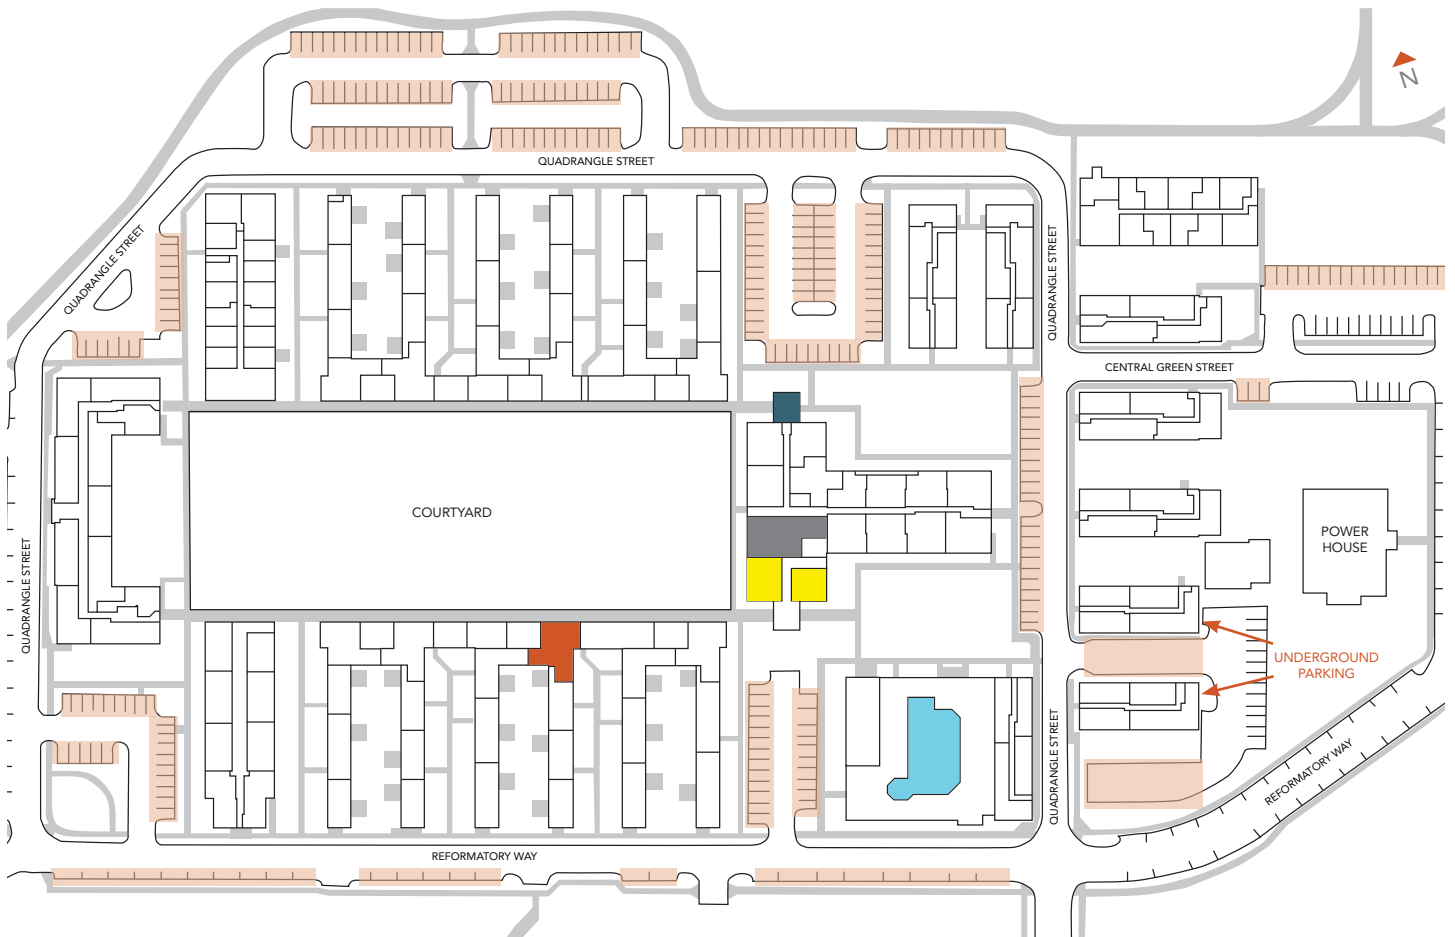 N
QUADRANGLE STREET
QUADRANGLE STREET
QUADRANGLE STREET
CENTRAL GREEN STREET
COURTYARD
POWER
HOUSE
QUADRANGLE STREET
UNDERGROUND
PARKING
QUADRANGLE STREET
REFORMATORY WAY
REFORMATORY WAY